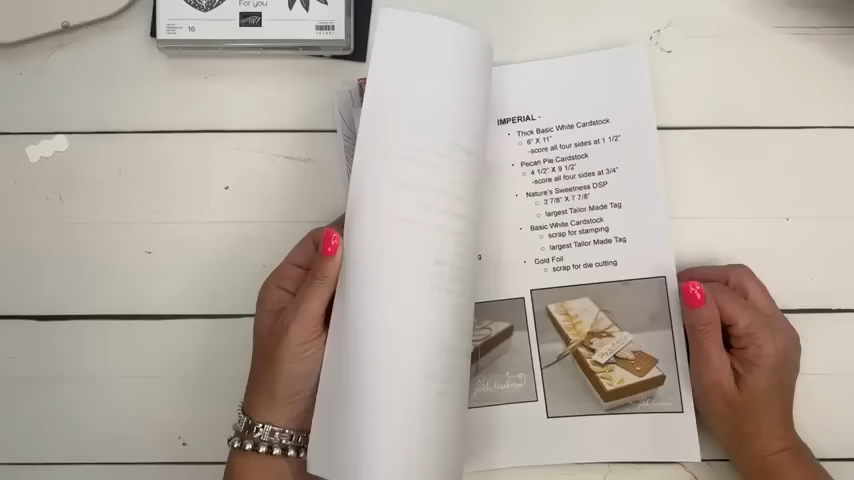 For you
16
IMPERIAL -
• Thick Basic White Cardstock
○ 6" X 11"
-score all four sides at 1 1/2"
• Pecan Pie Cardstock
○ 4 1/2" X 9 1/2"
-score all four sides at 3/4"
• Nature's Sweetness DSP
○ 2 7/8" X 7 7/8"
○ largest Tailor Made Tag
• Basic White Cardstock
○ scrap for stamping
○ largest Tailor Made Tag
• Gold Foil
○ scrap for die cutting
g